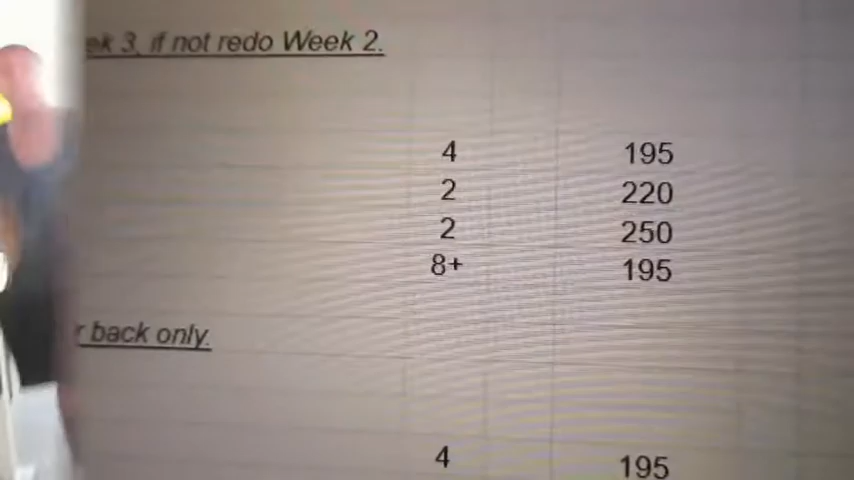 ek 3, if not redo Week 2.
4 195
2 220
2 250
8+ 195
r back only.
4 195